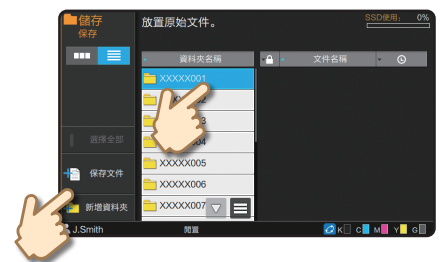 儲存
保存
放置原始文件。
SSD使用： 0%
資料夾名稱
文件名稱
XXXXX001
選擇全部
XXXXX005
保存文件
XXXXX006
新增資料夾
XXXXX007
J.Smith
閒置
K C M Y G